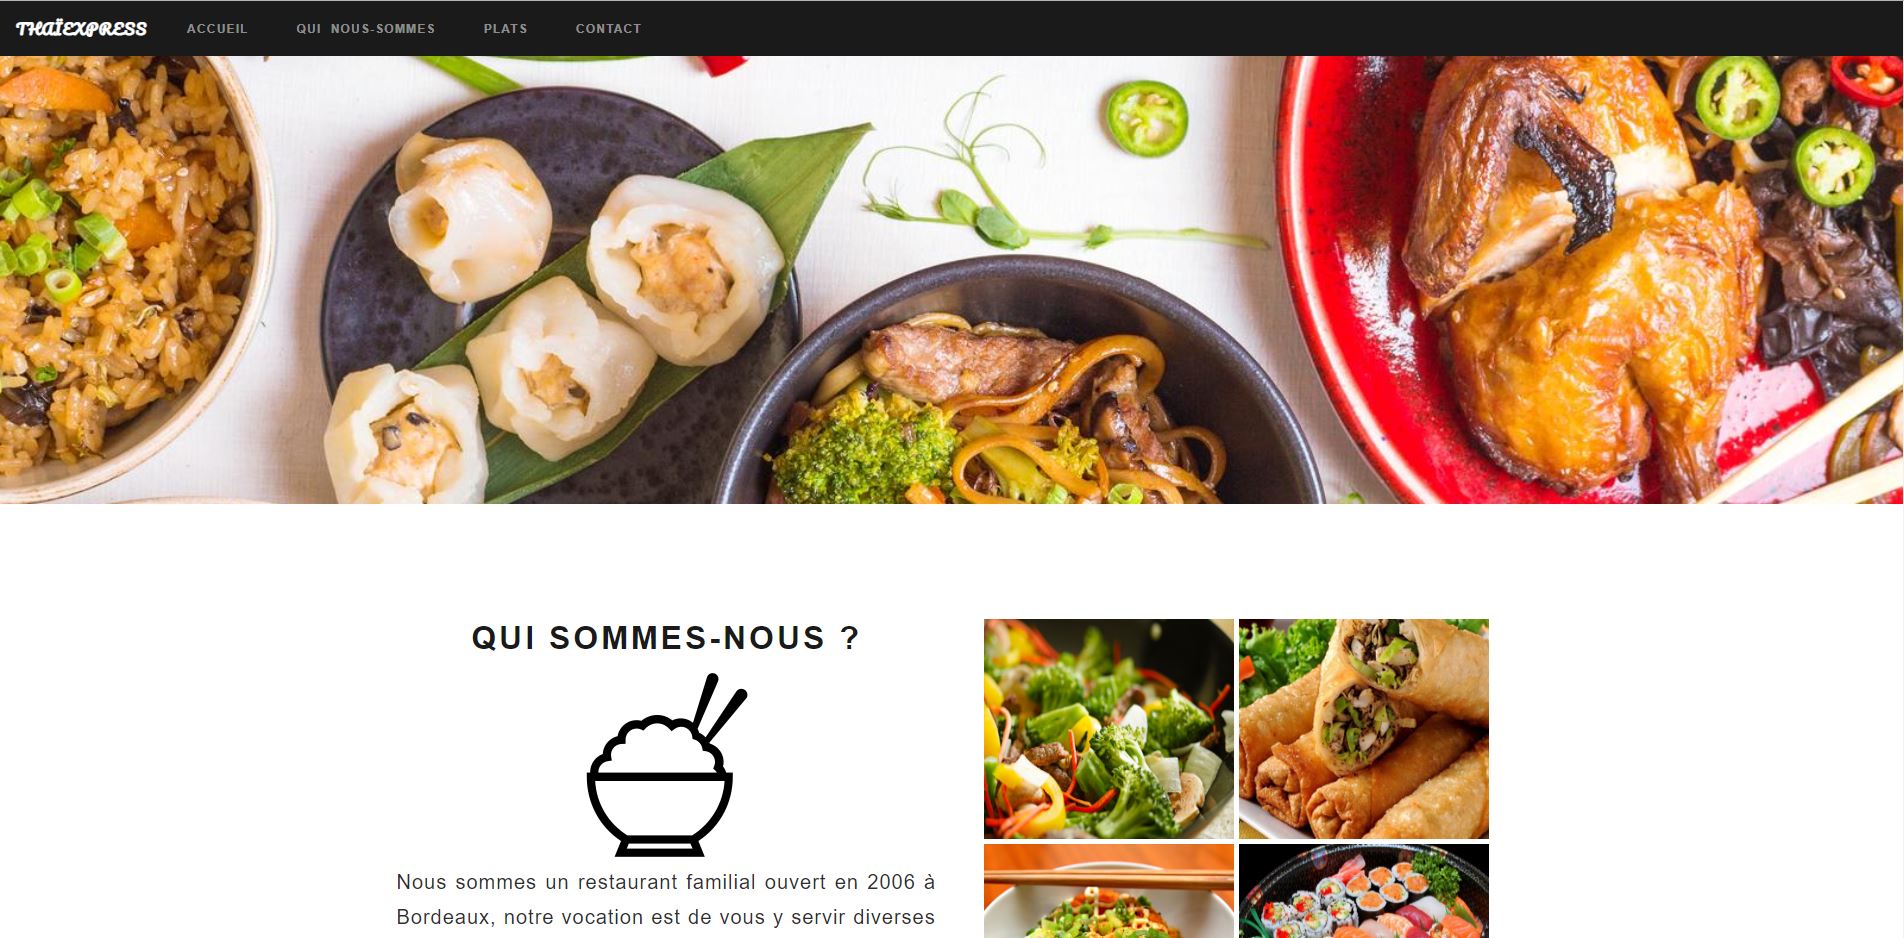 THAÏEXPRESS ACCUEIL QUI NOUS-SOMMES PLATS CONTACT
QUI SOMMES-NOUS ?
Nous sommes un restaurant familial ouvert en 2006 à
Bordeaux, notre vocation est de vous y servir diverses